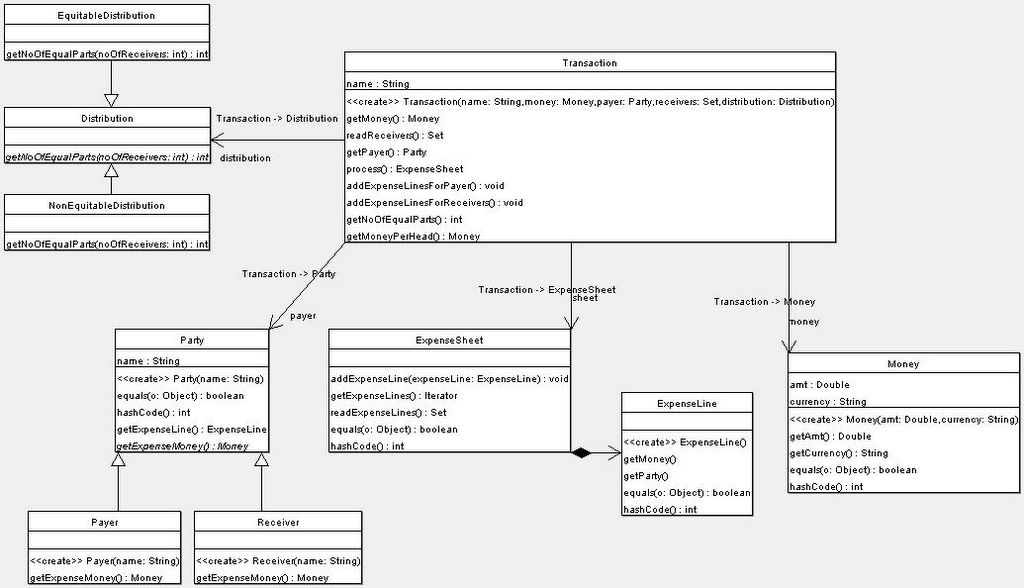 EquitableDistribution
getNoOfEqualParts(noOfReceivers: int) : int
Distribution
getNoOfEqualParts(noOfReceivers: int) : int
NonEquitableDistribution
getNoOfEqualParts(noOfReceivers: int) : int
Transaction -> Distribution
distribution
Transaction
name : String
<<create>> Transaction(name: String,money: Money,payer: Party,receivers: Set,distribution: Distribution)
getMoney() : Money
readReceivers() : Set
getPayer() : Party
process() : ExpenseSheet
addExpenseLinesForPayer() : void
addExpenseLinesForReceivers() : void
getNoOfEqualParts() : int
getMoneyPerHead() : Money
Transaction -> Party
payer
Transaction -> ExpenseSheet
sheet
Transaction -> Money
money
Party
name : String
<<create>> Party(name: String)
equals(o: Object) : boolean
hashCode() : int
getExpenseLine() : ExpenseLine
getExpenseMoney() : Money
ExpenseSheet
addExpenseLine(expenseLine: ExpenseLine) : void
getExpenseLines() : Iterator
readExpenseLines() : Set
equals(o: Object) : boolean
hashCode() : int
ExpenseLine
<<create>> ExpenseLine()
getMoney()
getParty()
equals(o: Object) : boolean
hashCode() : int
Money
amt : Double
currency : String
<<create>> Money(amt: Double,currency: String)
getAmt() : Double
getCurrency() : String
equals(o: Object) : boolean
hashCode() : int
Payer
<<create>> Payer(name: String)
getExpenseMoney() : Money
Receiver
<<create>> Receiver(name: String)
getExpenseMoney() : Money